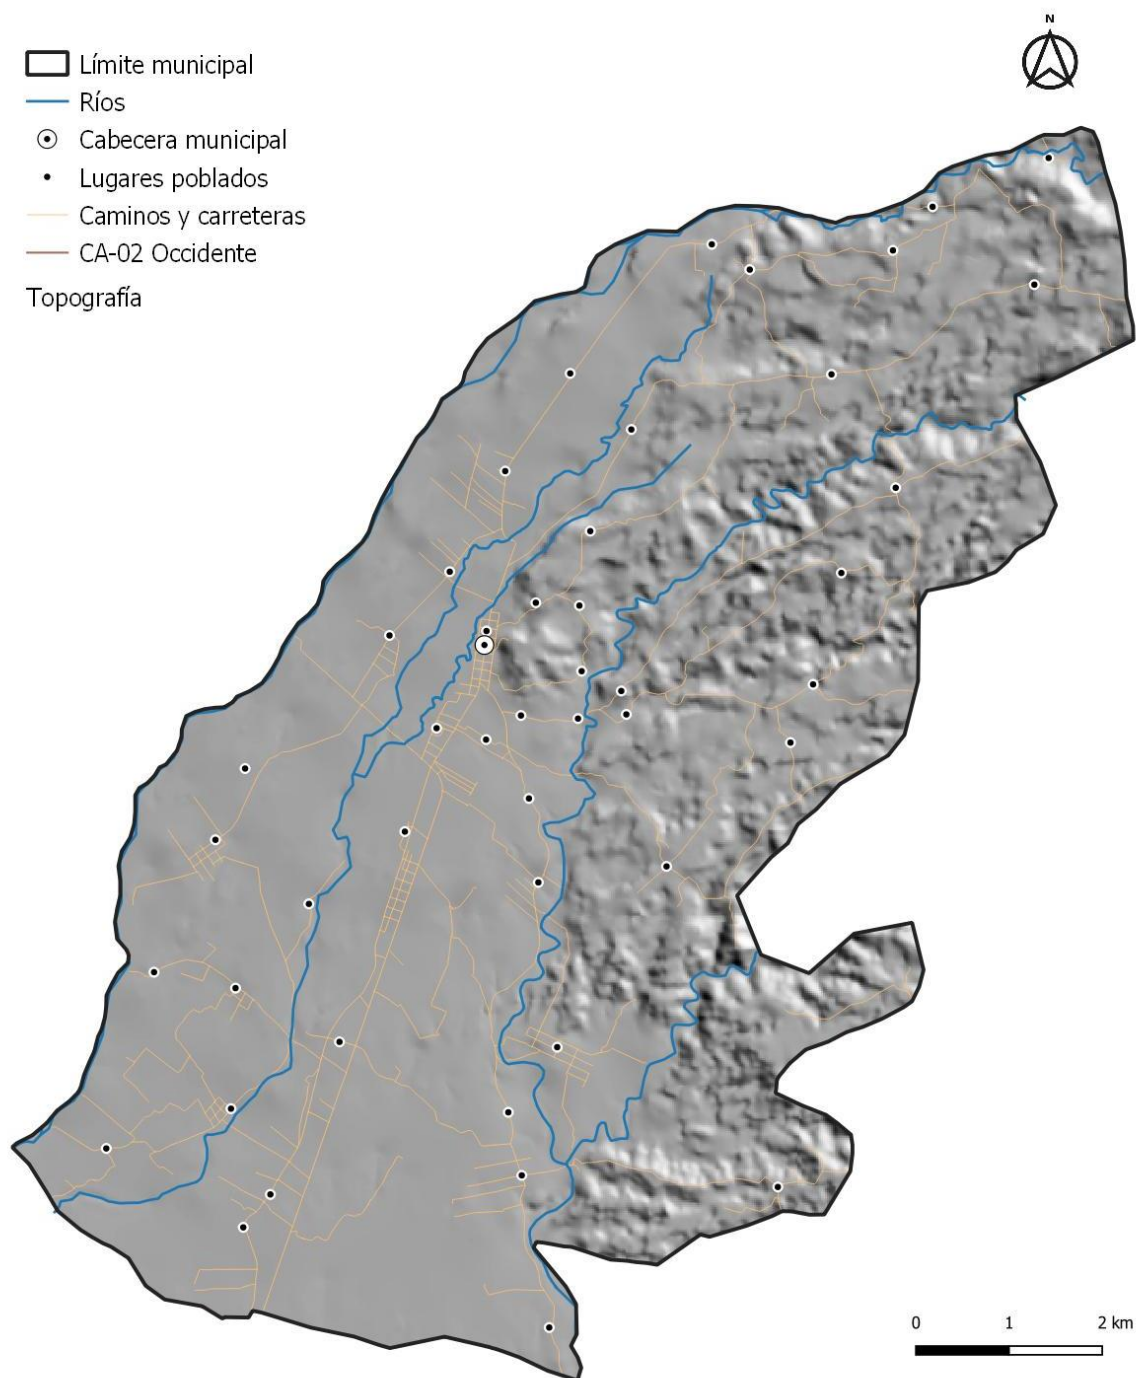 N
Límite municipal
Ríos
Cabecera municipal
Lugares poblados
Caminos y carreteras
CA-02 Occidente
Topografía
0 1 2 km